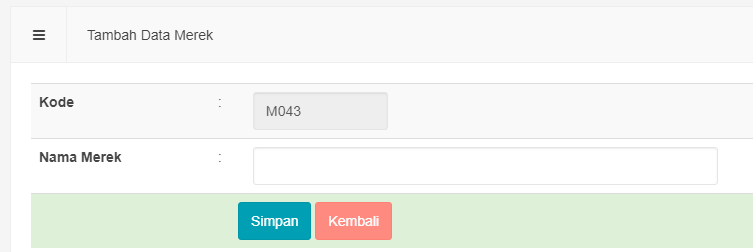 Tambah Data Merek
Kode : M043
Nama Merek :
Simpan Kembali